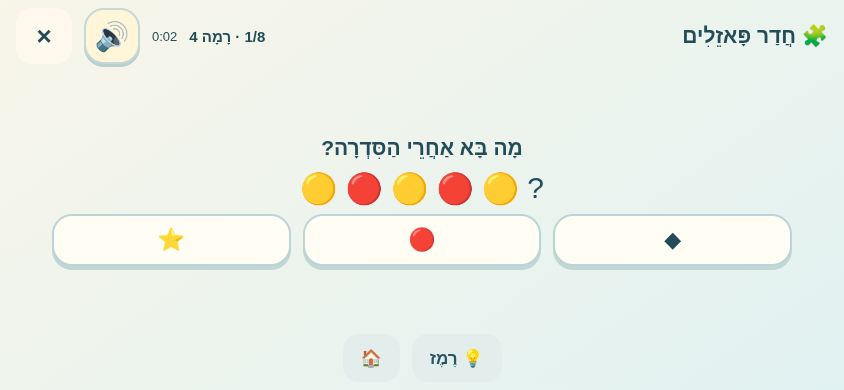 🧩 חֲדַר פָּאזֵלִים
רָמָה 4 · 1/8
0:02
✕
מָה בָּא אַחֲרֵי הַסִּדְרָה?
?
💡 רֶמֶז